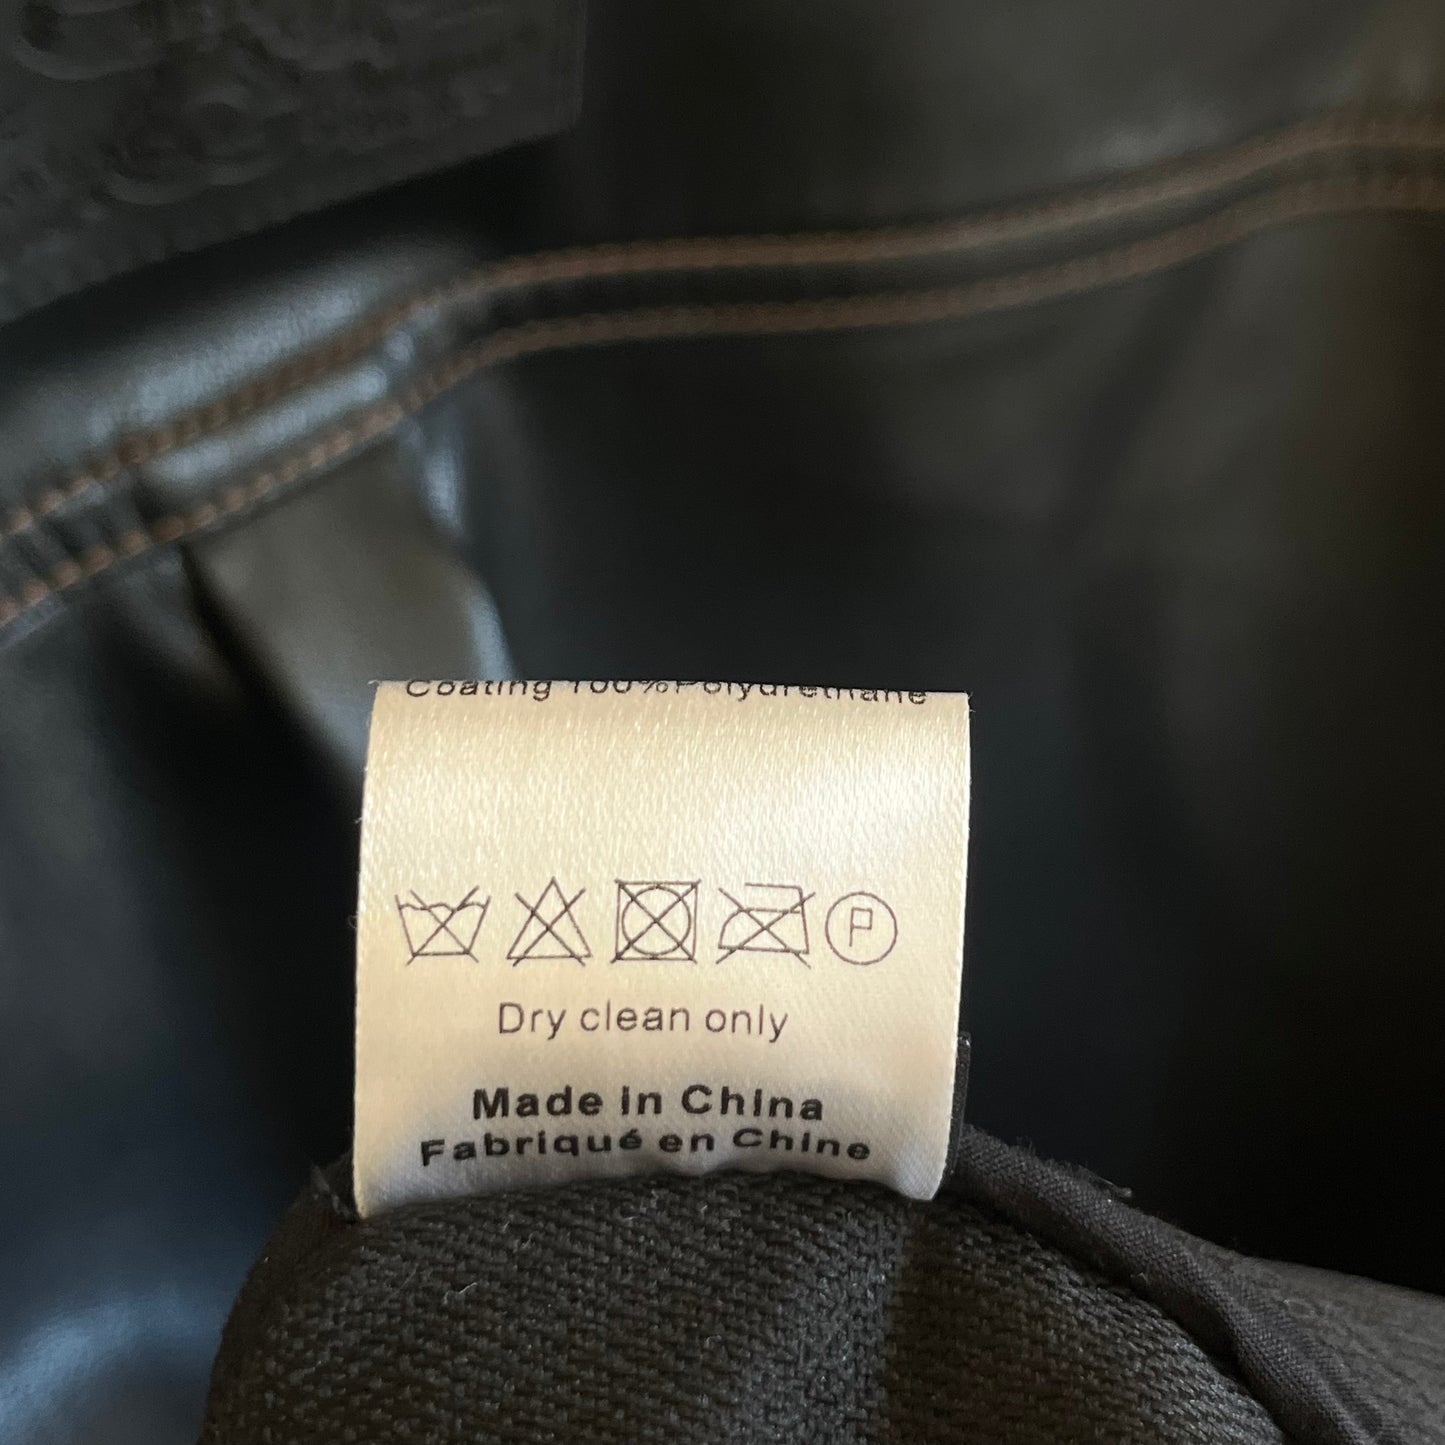 Coating 100%Polyurethane
P
Dry clean only
Made in China
Fabriqué en Chine